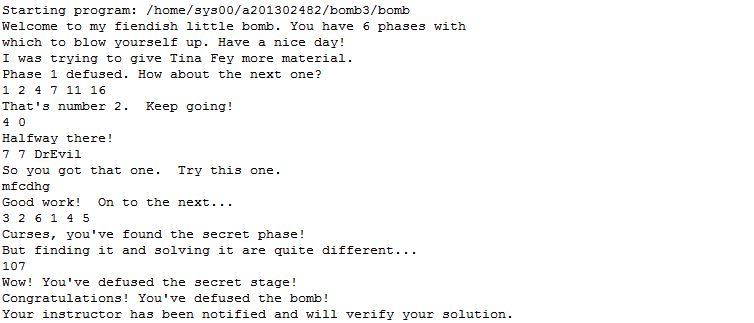 Starting program: /home/sys00/a201302482/bomb3/bomb
Welcome to my fiendish little bomb. You have 6 phases with
which to blow yourself up. Have a nice day!
I was trying to give Tina Fey more material.
Phase 1 defused. How about the next one?
1 2 4 7 11 16
That's number 2.  Keep going!
4 0
Halfway there!
7 7 DrEvil
So you got that one.  Try this one.
mfcdhg
Good work!  On to the next...
3 2 6 1 4 5
Curses, you've found the secret phase!
But finding it and solving it are quite different...
107
Wow! You've defused the secret stage!
Congratulations! You've defused the bomb!
Your instructor has been notified and will verify your solution.